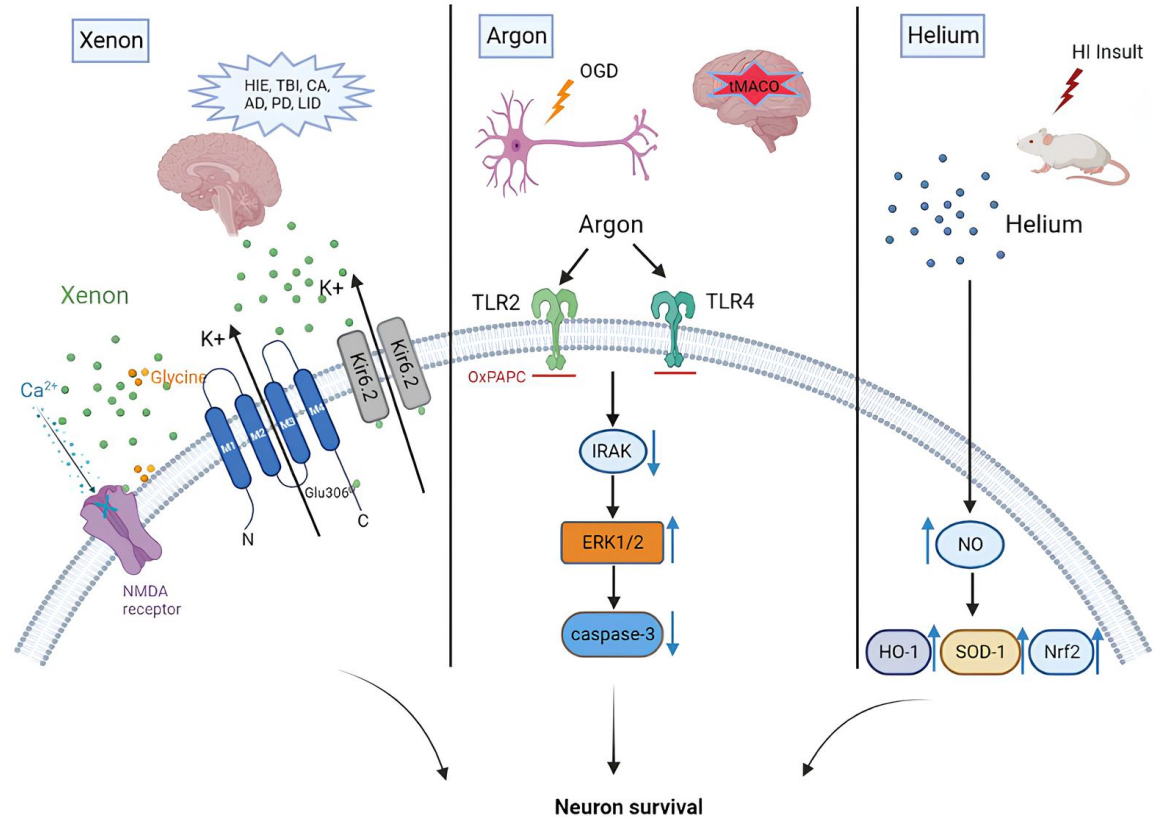 Xenon
HIE, TBI, CA,
AD, PD, LID
Xenon
K+
K+
Ca2+
Glycine
M1
M2
M3
M4
Kir6.2
Kir6.2
Glu306
N
C
NMDA
receptor
Argon
OGD
tMACO
Argon
TLR2
TLR4
OxPAPC
IRAK
ERK1/2
caspase-3
Helium
HI Insult
Helium
NO
HO-1
SOD-1
Nrf2
Neuron survival